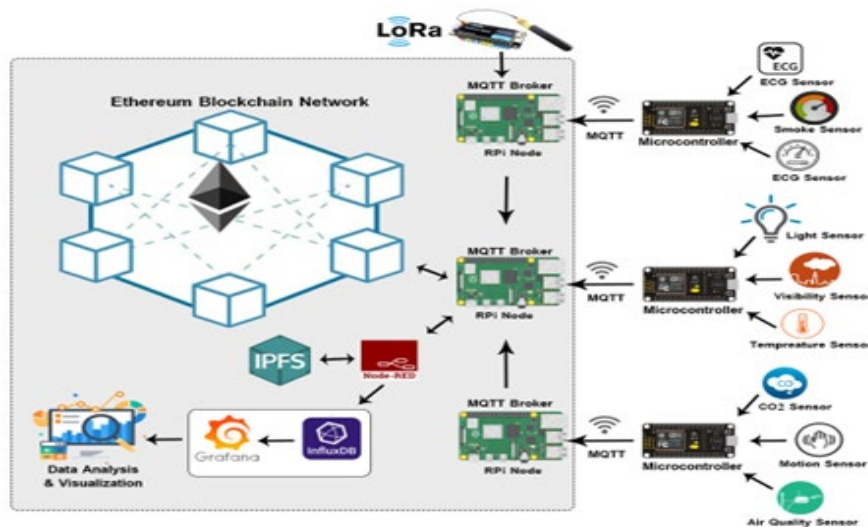 LoRa
MQTT Broker
Ethereum Blockchain Network
ECG
ECG Sensor
MQTT
Smoke Sensor
Microcontroller
RPi Node
ECG Sensor
MQTT Broker
Light Sensor
MQTT
Visibility Sensor
RPi Node
Microcontroller
IPFS
Node-RED
Tempreature Sensor
MQTT Broker
CO2
CO2 Sensor
Grafana
InfluxDB
MQTT
Motion Sensor
Data Analysis
& Visualization
RPi Node
Microcontroller
Air Quality Sensor